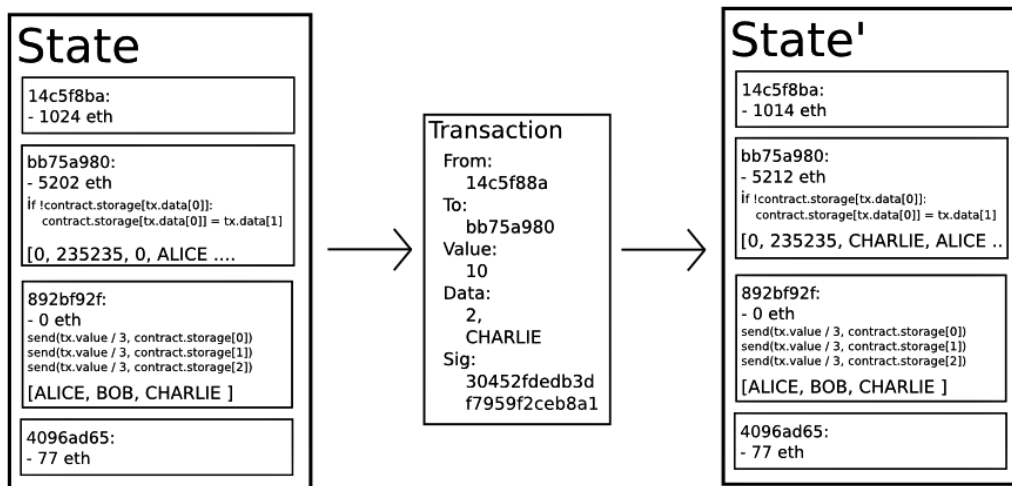 State
14c5f8ba:
- 1024 eth
bb75a980:
- 5202 eth
if !contract.storage[tx.data[0]]:
contract.storage[tx.data[0]] = tx.data[1]
[0, 235235, 0, ALICE ....
892bf92f:
- 0 eth
send(tx.value / 3, contract.storage[0])
send(tx.value / 3, contract.storage[1])
send(tx.value / 3, contract.storage[2])
[ALICE, BOB, CHARLIE ]
4096ad65:
- 77 eth
Transaction
From:
14c5f88a
To:
bb75a980
Value:
10
Data:
2,
CHARLIE
Sig:
30452fdedb3d
f7959f2ceb8a1
State'
14c5f8ba:
- 1014 eth
bb75a980:
- 5212 eth
if !contract.storage[tx.data[0]]:
contract.storage[tx.data[0]] = tx.data[1]
[0, 235235, CHARLIE, ALICE ..
892bf92f:
- 0 eth
send(tx.value / 3, contract.storage[0])
send(tx.value / 3, contract.storage[1])
send(tx.value / 3, contract.storage[2])
[ALICE, BOB, CHARLIE ]
4096ad65:
- 77 eth